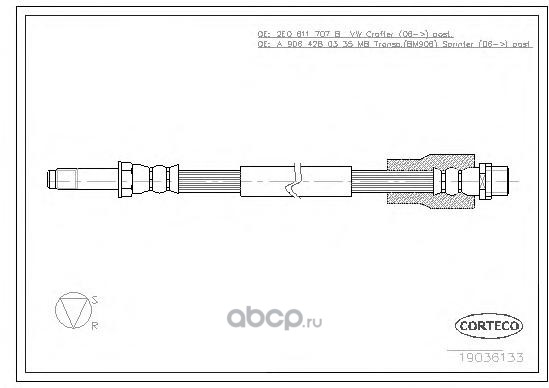 OE: 2E0 611 707 B VW Crafter (06->) post.
OE: A 906 428 03 35 MB Transp.(BM906) Sprinter (06->) post.
S
R
abcp.ru
CORTECO
19036133